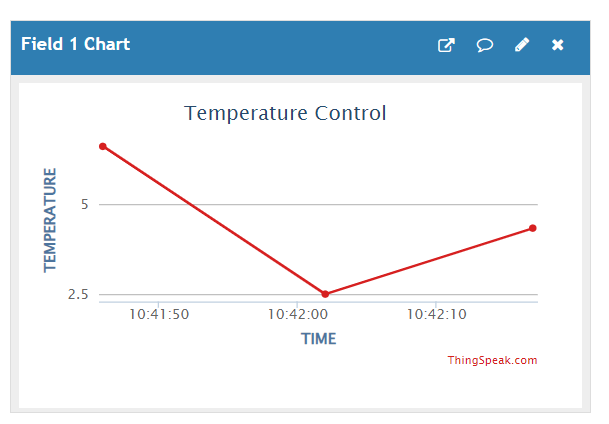 Field 1 Chart
Temperature Control
TEMPERATURE
5
2.5
10:41:50 10:42:00 10:42:10
TIME
ThingSpeak.com